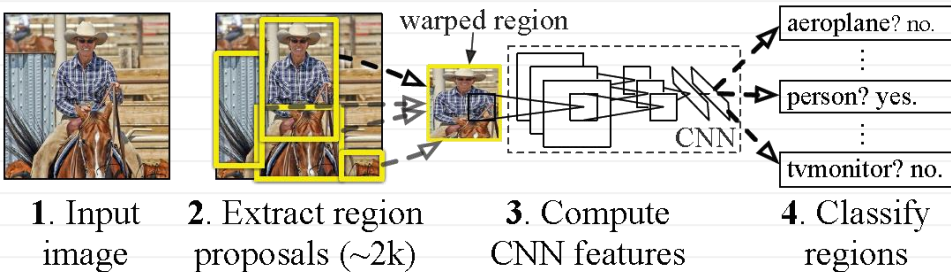 warped region
aeroplane? no.
person? yes.
CNN
tvmonitor? no.
1. Input
image
2. Extract region
proposals (~2k)
3. Compute
CNN features
4. Classify
regions